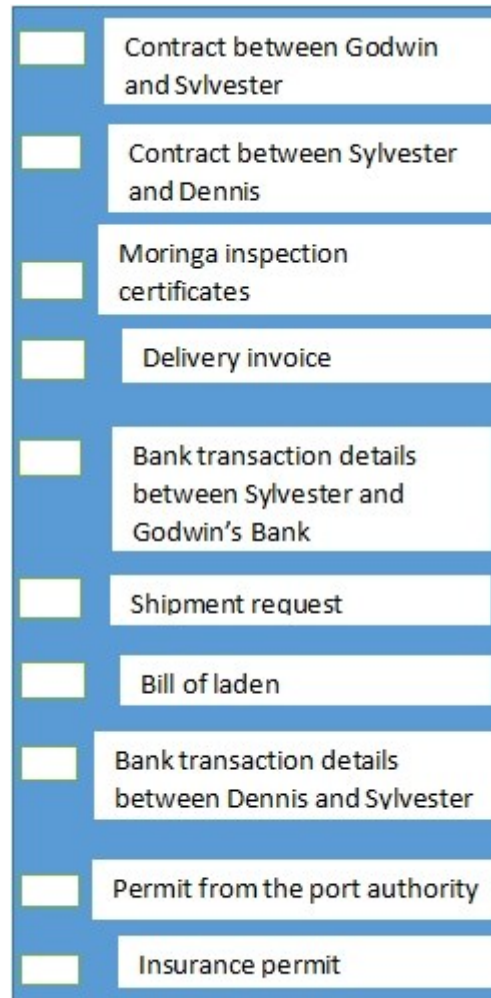 Contract between Godwin
and Svlvester
Contract between Sylvester
and Dennis
Moringa inspection
certificates
Delivery invoice
Bank transaction details
between Sylvester and
Godwin's Bank
Shipment request
Bill of laden
Bank transaction details
between Dennis and Sylvester
Permit from the port authority
Insurance permit